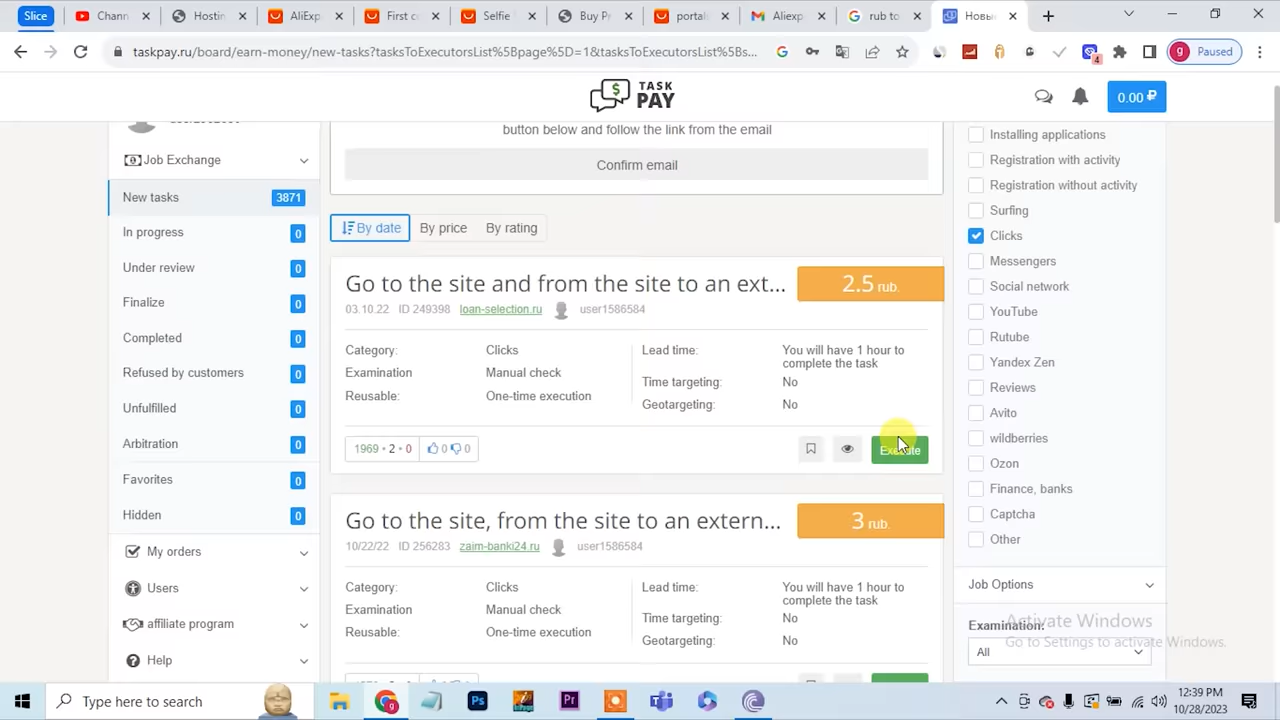 Slice
Chann
Hostin
AliExp
First c
Selfie
Buy P
porta
Aliexp
rub to
Новы
taskpay.ru/board/earn-money/new-tasks?tasksToExecutorsList%5Bpage%5D=1&tasksToExecutorsList%5Bs...
4
g
Paused
TASK
PAY
0.00 ₽
button below and follow the link from the email
Confirm email
Job Exchange
New tasks 3871
In progress 0
Under review 0
Finalize 0
Completed 0
Refused by customers 0
Unfulfilled 0
Arbitration 0
Favorites 0
Hidden 0
My orders
Users
affiliate program
Help
By date By price By rating
Go to the site and from the site to an ext... 2.5 rub.
03.10.22 ID 249398 loan-selection.ru user1586584
Category: Clicks
Examination Manual check
Reusable: One-time execution
Lead time: You will have 1 hour to
complete the task
Time targeting: No
Geotargeting: No
1969 • 2 • 0 0 0 Execute
Go to the site, from the site to an extern... 3 rub.
10/22/22 ID 256283 zaim-banki24.ru user1586584
Category: Clicks
Examination Manual check
Reusable: One-time execution
Lead time: You will have 1 hour to
complete the task
Time targeting: No
Geotargeting: No
Installing applications
Registration with activity
Registration without activity
Surfing
Clicks
Messengers
Social network
YouTube
Rutube
Yandex Zen
Reviews
Avito
wildberries
Ozon
Finance, banks
Captcha
Other
Job Options
Examination:
All
Activate Windows
Go to Settings to activate Windows.
Type here to search
Ps
Pr
12:39 PM
10/28/2023